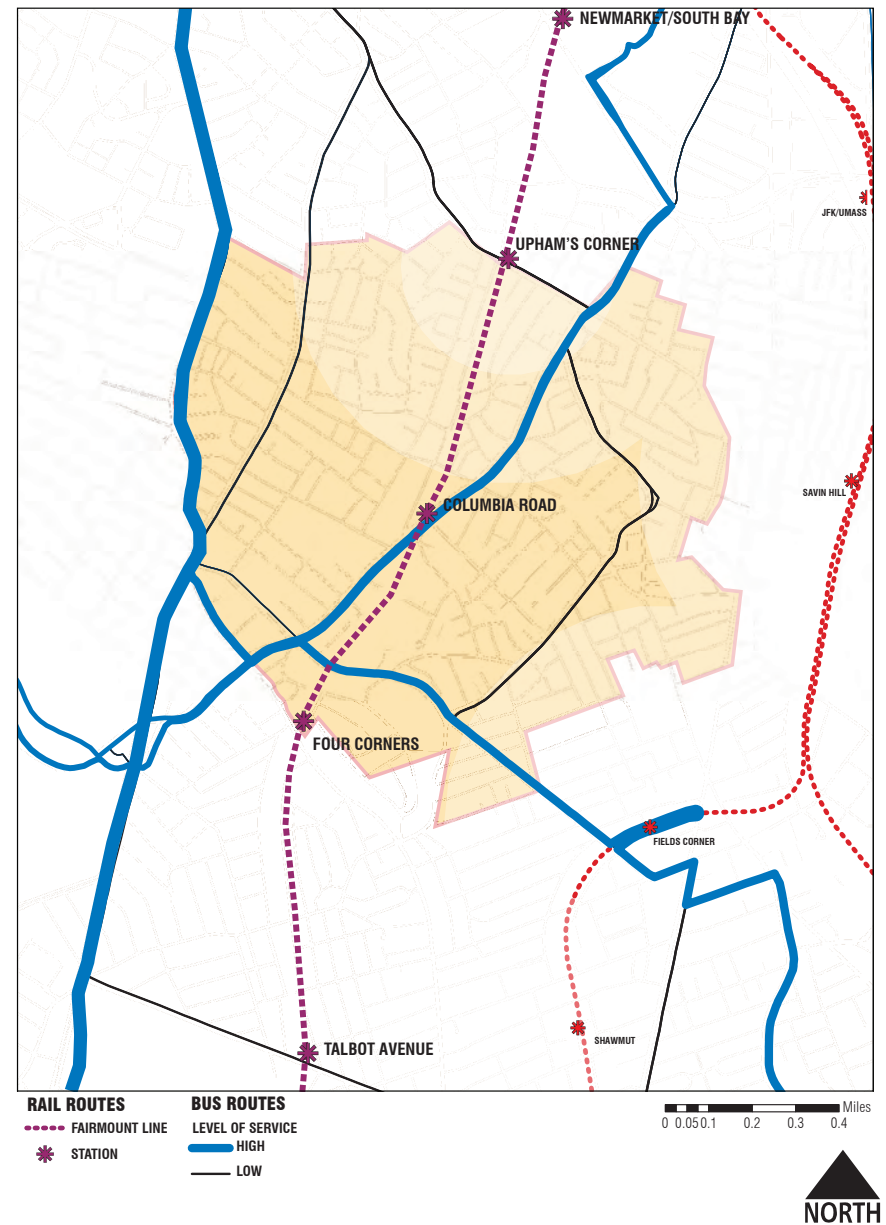 NEWMARKET/SOUTH BAY
JFK/UMASS
UPHAM'S CORNER
SAVIN HILL
COLUMBIA ROAD
FOUR CORNERS
FIELDS CORNER
SHAWMUT
TALBOT AVENUE
RAIL ROUTES
FAIRMOUNT LINE
STATION
BUS ROUTES
LEVEL OF SERVICE
HIGH
LOW
Miles
0 0.05 0.1 0.2 0.3 0.4
NORTH